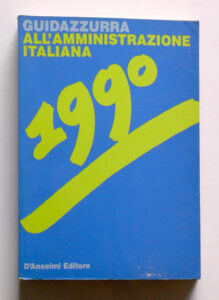 GUIDAZZURRA
ALL'AMMINISTRAZIONE
ITALIANA
1990
D'Anselmi Editore